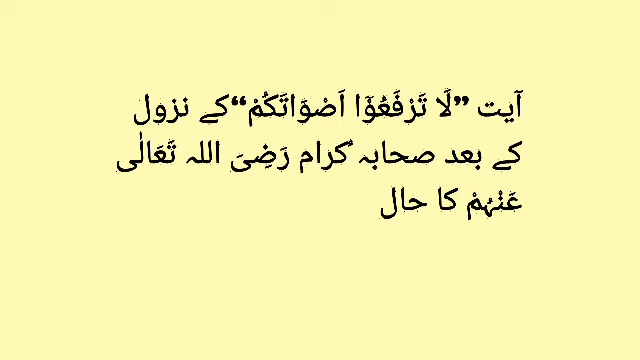 آیت ”لَا تَرْفَعُوْۤا اَصْوَاتَكُمْ“کے نزول
کے بعد صحابہ ٔکرام رَضِیَ اللہ تَعَالٰی
عَنْہُمْ کا حال